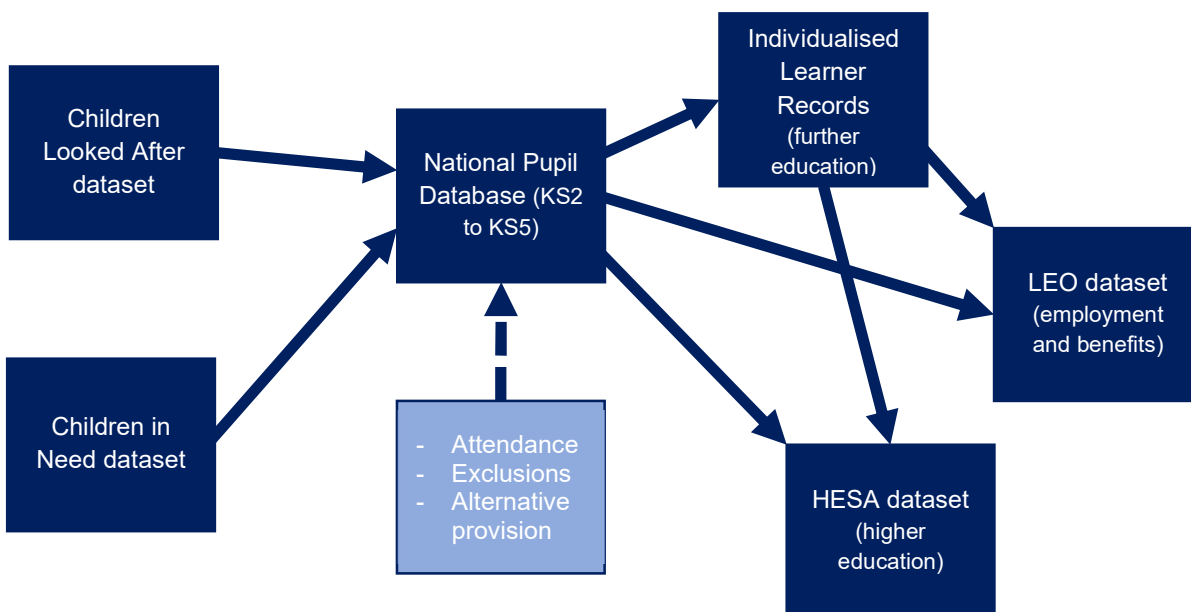 Children
Looked After
dataset
Children in
Need dataset
National Pupil
Database (KS2
to KS5)
- Attendance
- Exclusions
- Alternative
provision
Individualised
Learner
Records
(further
education)
LEO dataset
(employment
and benefits)
HESA dataset
(higher
education)